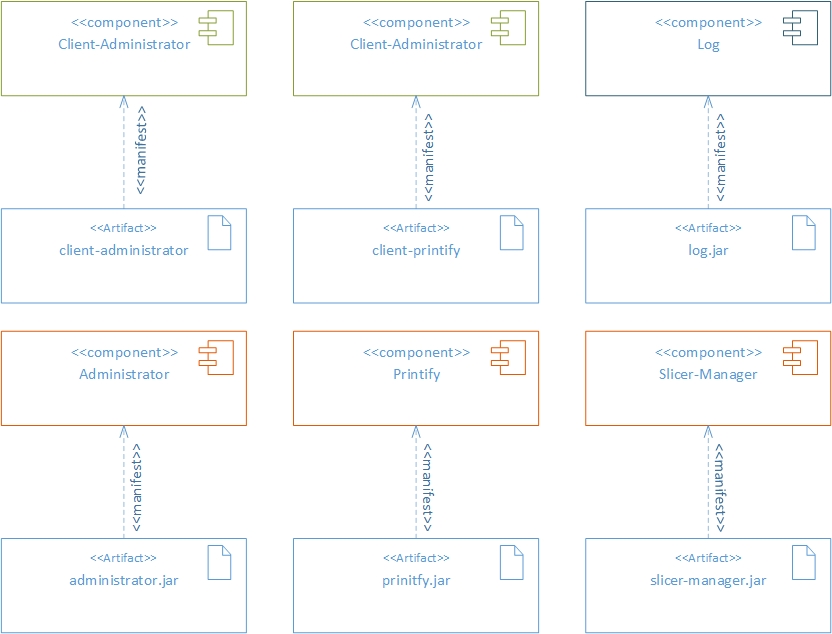 <<component>>
Client-Administrator
<<component>>
Client-Administrator
<<component>>
Log
<<manifest>>
<<manifest>>
<<manifest>>
<<Artifact>>
client-administrator
<<Artifact>>
client-printify
<<Artifact>>
log.jar
<<component>>
Administrator
<<component>>
Printify
<<component>>
Slicer-Manager
<<manifest>>
<<manifest>>
<<manifest>>
<<Artifact>>
administrator.jar
<<Artifact>>
prinitfy.jar
<<Artifact>>
slicer-manager.jar